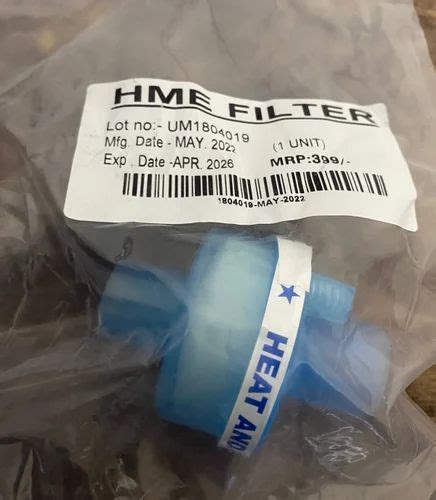 HME FILTER
Lot no:- UM1804019
Mfg. Date - MAY. 2022 (1 UNIT)
Exp . Date -APR. 2026 MRP:399/-
1804019-MAY-2022
★ HEAT AND